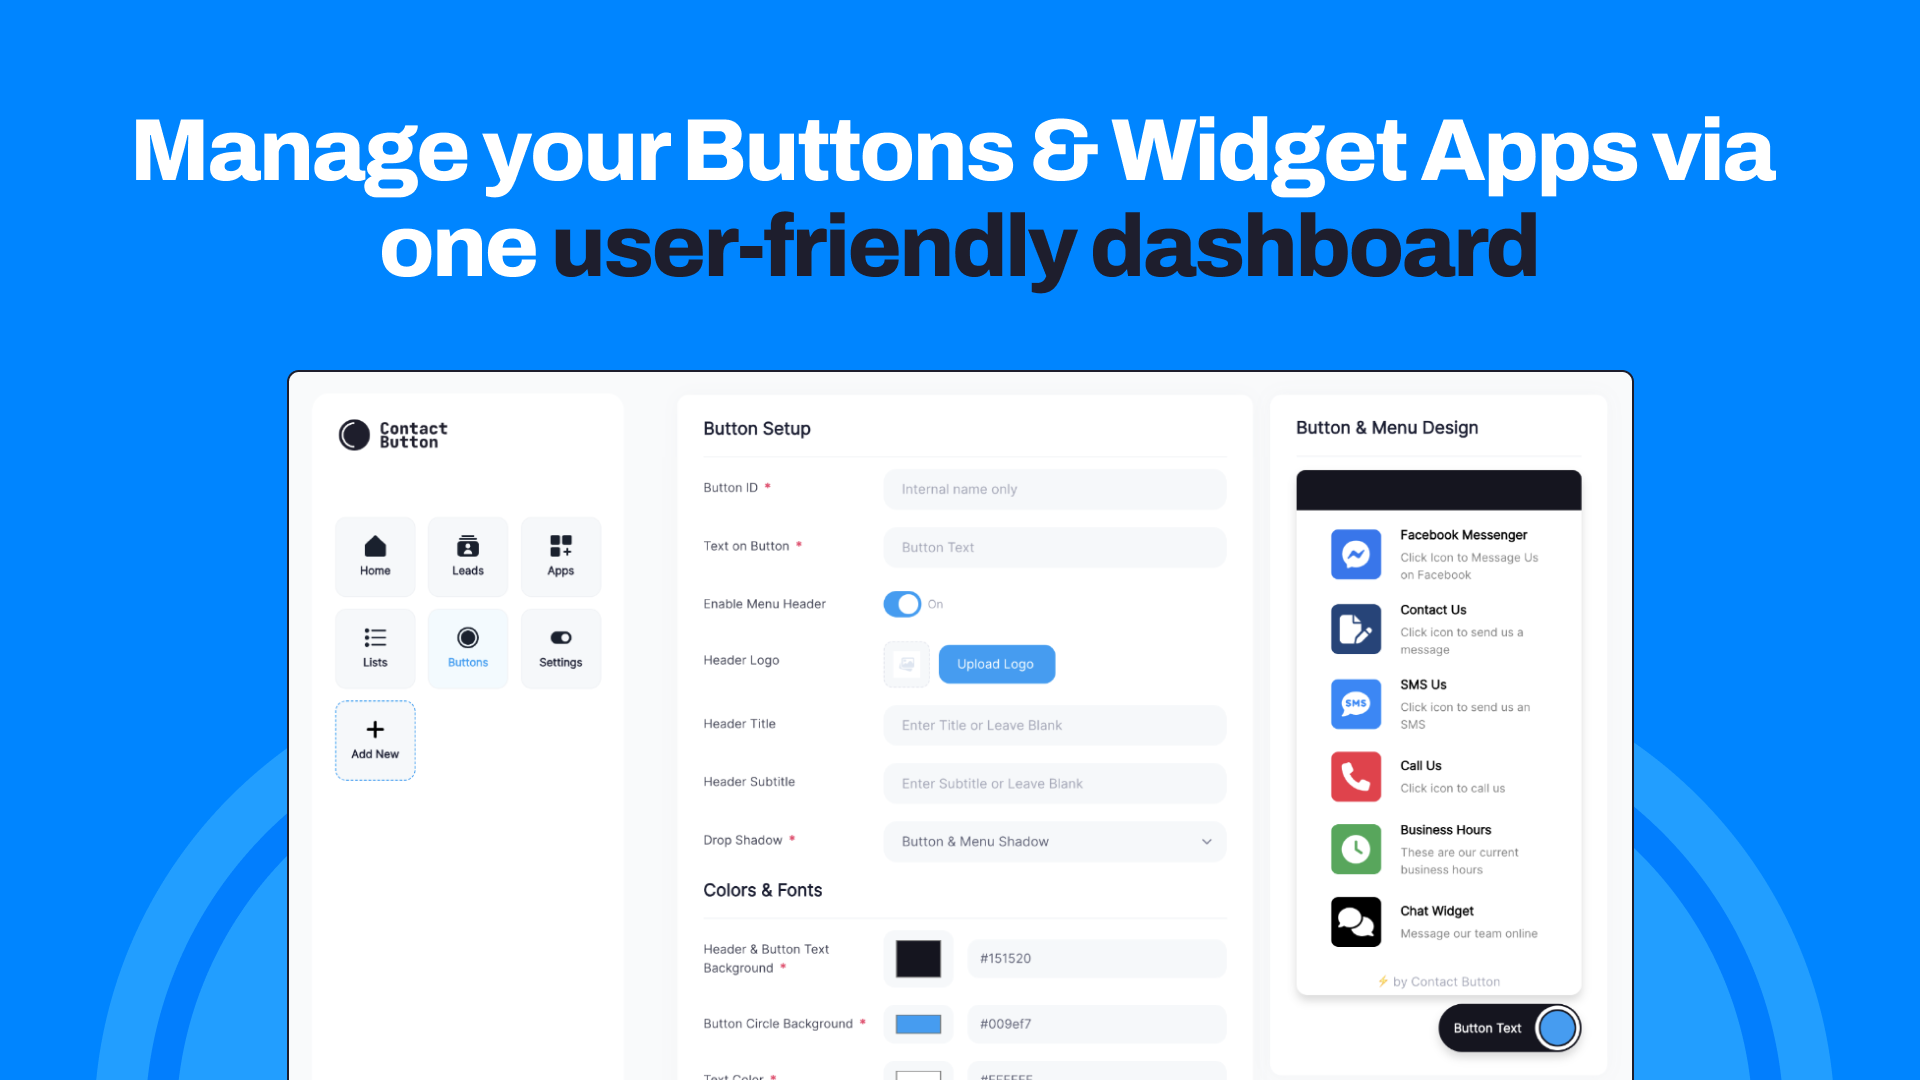 Manage your Buttons & Widget Apps via
one user-friendly dashboard
Contact
Button
Home
Leads
Apps
Lists
Buttons
Settings
Add New
Button Setup
Button ID *
Internal name only
Text on Button *
Button Text
Enable Menu Header
On
Header Logo
Upload Logo
Header Title
Enter Title or Leave Blank
Header Subtitle
Enter Subtitle or Leave Blank
Drop Shadow *
Button & Menu Shadow
Colors & Fonts
Header & Button Text
Background *
#151520
Button Circle Background *
#009ef7
Text Color *
#FFFFFF
Button & Menu Design
Facebook Messenger
Click Icon to Message Us
on Facebook
Contact Us
Click icon to send us a
message
SMS
SMS Us
Click icon to send us an
SMS
Call Us
Click icon to call us
Business Hours
These are our current
business hours
Chat Widget
Message our team online
⚡ by Contact Button
Button Text